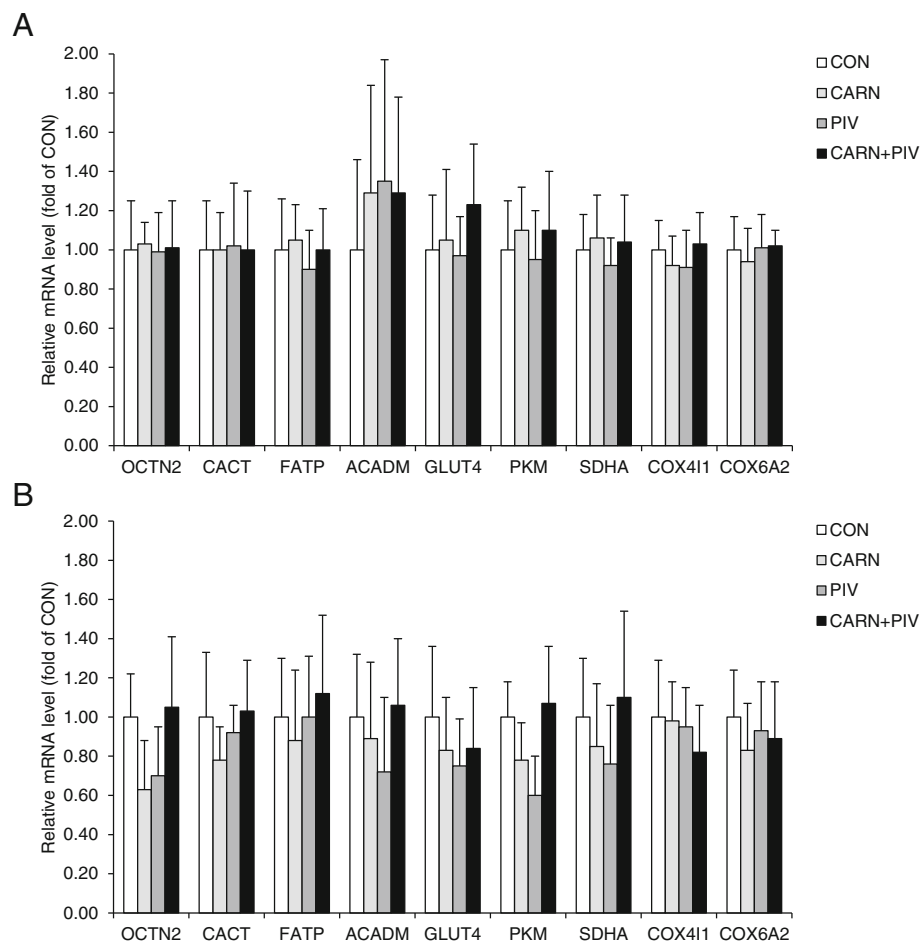 A
Relative mRNA level (fold of CON)
2.00
1.80
1.60
1.40
1.20
1.00
0.80
0.60
0.40
0.20
0.00
OCTN2 CACT FATP ACADM GLUT4 PKM SDHA COX4I1 COX6A2
CON
CARN
PIV
CARN+PIV
B
Relative mRNA level (fold of CON)
2.00
1.80
1.60
1.40
1.20
1.00
0.80
0.60
0.40
0.20
0.00
OCTN2 CACT FATP ACADM GLUT4 PKM SDHA COX4I1 COX6A2
CON
CARN
PIV
CARN+PIV